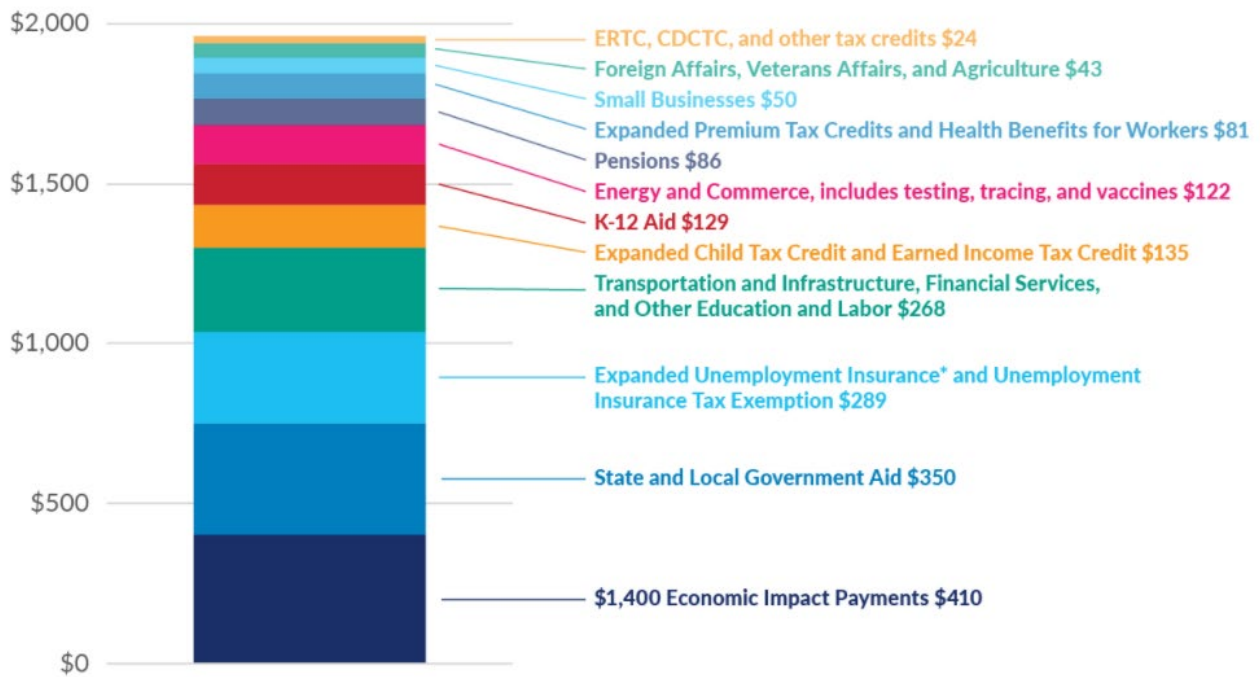 $2,000
ERTC, CDCTC, and other tax credits $24
Foreign Affairs, Veterans Affairs, and Agriculture $43
Small Businesses $50
Expanded Premium Tax Credits and Health Benefits for Workers $81
Pensions $86
$1,500
Energy and Commerce, includes testing, tracing, and vaccines $122
K-12 Aid $129
Expanded Child Tax Credit and Earned Income Tax Credit $135
Transportation and Infrastructure, Financial Services,
and Other Education and Labor $268
$1,000
Expanded Unemployment Insurance* and Unemployment
Insurance Tax Exemption $289
State and Local Government Aid $350
$500
$1,400 Economic Impact Payments $410
$0